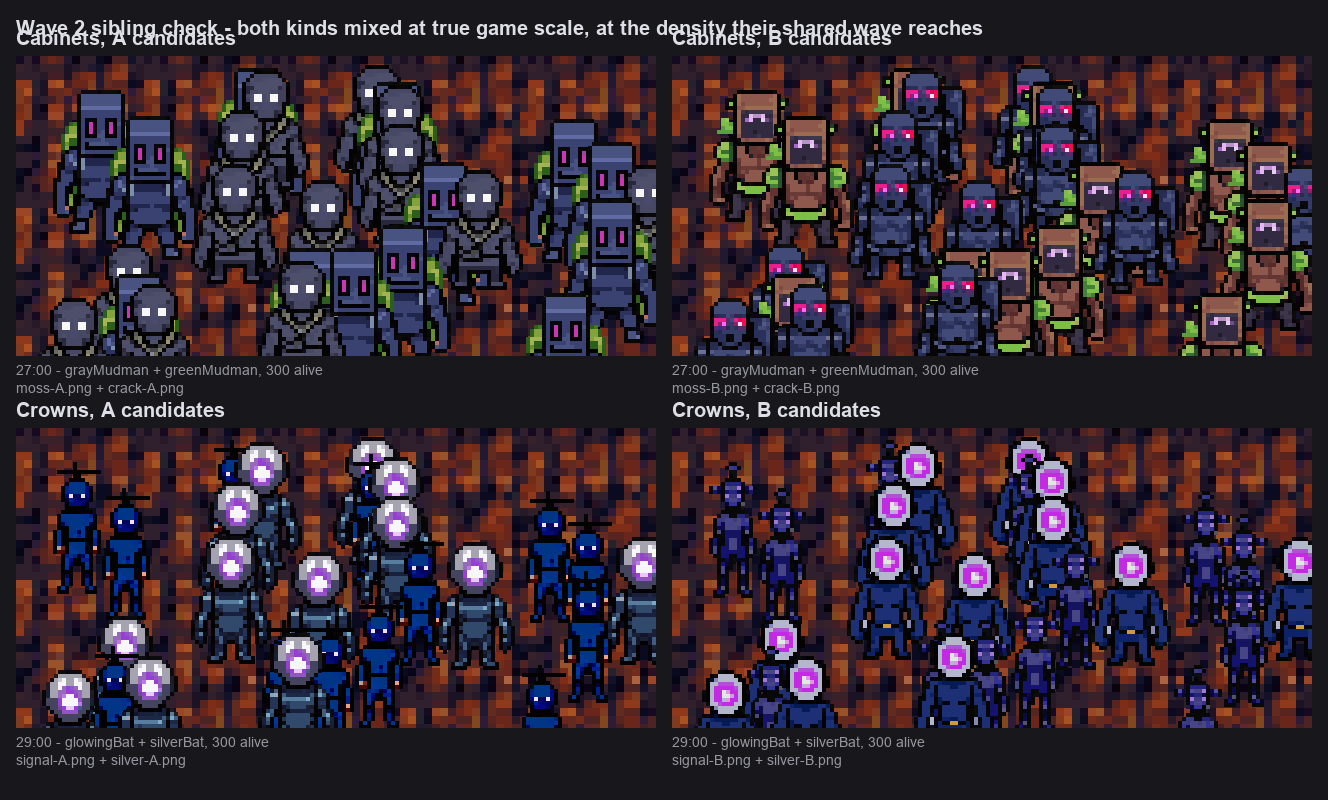 Wave 2 sibling check - both kinds mixed at true game scale, at the density their shared wave reaches
Cabinets, A candidates
Cabinets, B candidates
27:00 - grayMudman + greenMudman, 300 alive
moss-A.png + crack-A.png
27:00 - grayMudman + greenMudman, 300 alive
moss-B.png + crack-B.png
Crowns, A candidates
Crowns, B candidates
29:00 - glowingBat + silverBat, 300 alive
signal-A.png + silver-A.png
29:00 - glowingBat + silverBat, 300 alive
signal-B.png + silver-B.png